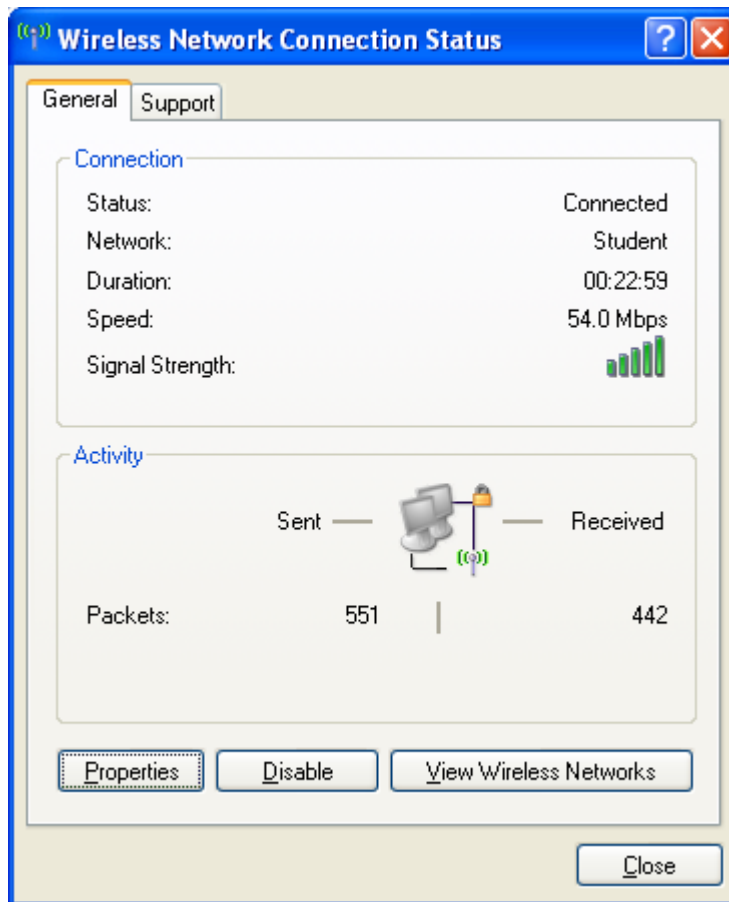 Wireless Network Connection Status
General Support
Connection
Status: Connected
Network: Student
Duration: 00:22:59
Speed: 54.0 Mbps
Signal Strength:
Activity
Sent Received
Packets: 551 442
Properties Disable View Wireless Networks
Close